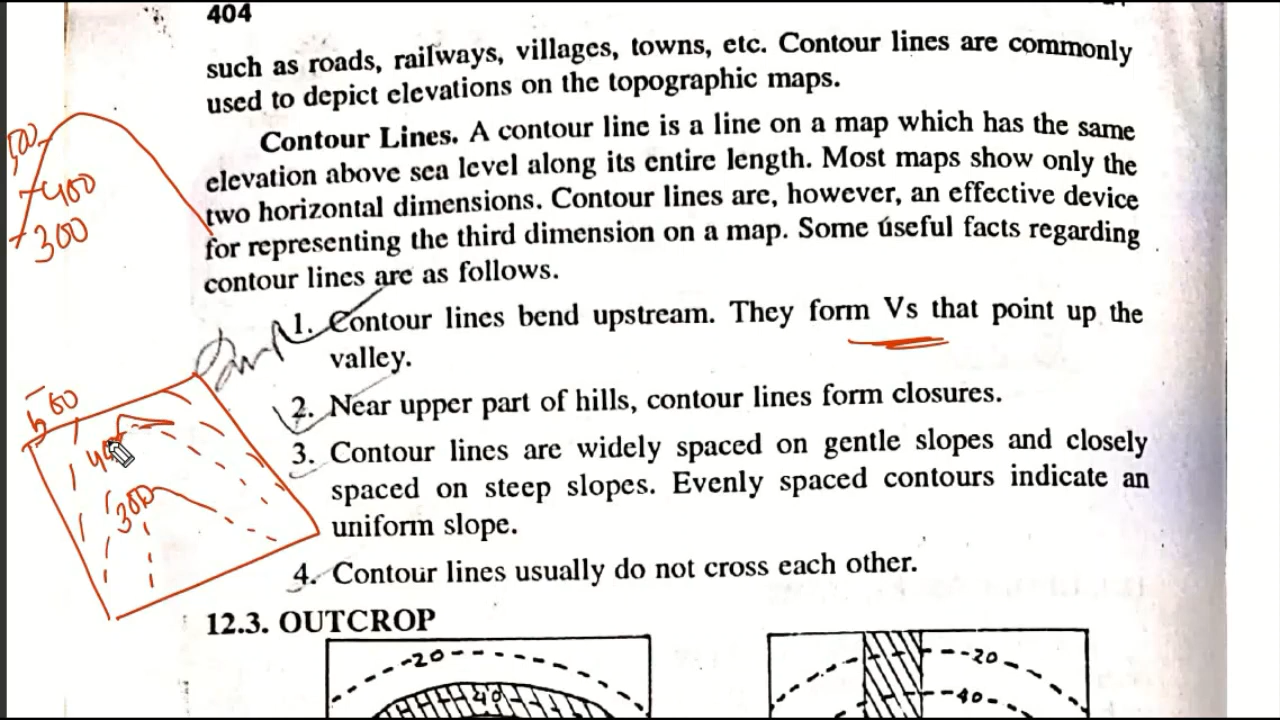 404
such as roads, railways, villages, towns, etc. Contour lines are commonly
used to depict elevations on the topographic maps.
Contour Lines. A contour line is a line on a map which has the same
elevation above sea level along its entire length. Most maps show only the
two horizontal dimensions. Contour lines are, however, an effective device
for representing the third dimension on a map. Some useful facts regarding
contour lines are as follows.
1. Contour lines bend upstream. They form Vs that point up the
valley.
2. Near upper part of hills, contour lines form closures.
3. Contour lines are widely spaced on gentle slopes and closely
spaced on steep slopes. Evenly spaced contours indicate an
uniform slope.
4. Contour lines usually do not cross each other.
12.3. OUTCROP
400
300
500
300
20
40
20
40